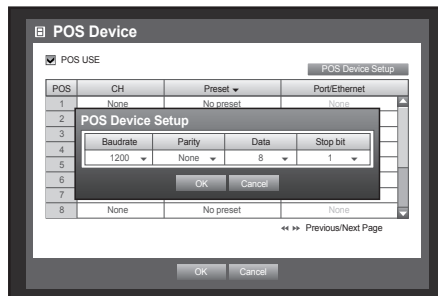 POS Device
POS USE
POS Device Setup
POS CH Preset Port/Ethernet
1 None No preset None
2
3
4
5
6
7
8 None No preset None
POS Device Setup
Baudrate Parity Data Stop bit
1200 None 8 1
OK Cancel
Previous/Next Page
OK Cancel